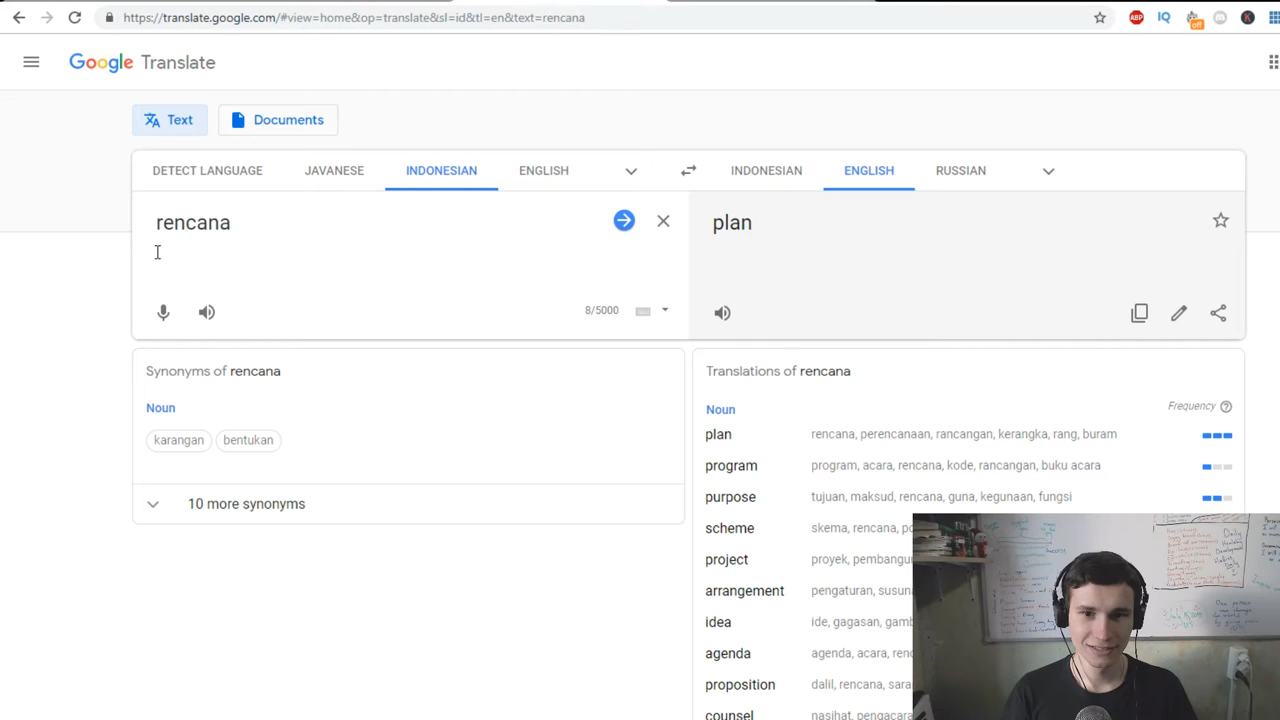 https://translate.google.com/#view=home&op=translate&sl=id&tl=en&text=rencana
ABP IQ off K
Google Translate
Text Documents
DETECT LANGUAGE JAVANESE INDONESIAN ENGLISH INDONESIAN ENGLISH RUSSIAN
rencana plan
8/5000
Synonyms of rencana
Noun
karangan bentukan
10 more synonyms
Translations of rencana
Noun Frequency
plan rencana, perencanaan, rancangan, kerangka, rang, buram
program program, acara, rencana, kode, rancangan, buku acara
purpose tujuan, maksud, rencana, guna, kegunaan, fungsi
scheme skema, rencana,
project proyek,
arrangement pengaturan,
idea ide, gagasan,
agenda agenda, acara,
proposition dalil, rencana,
counsel nasihat,
Daily